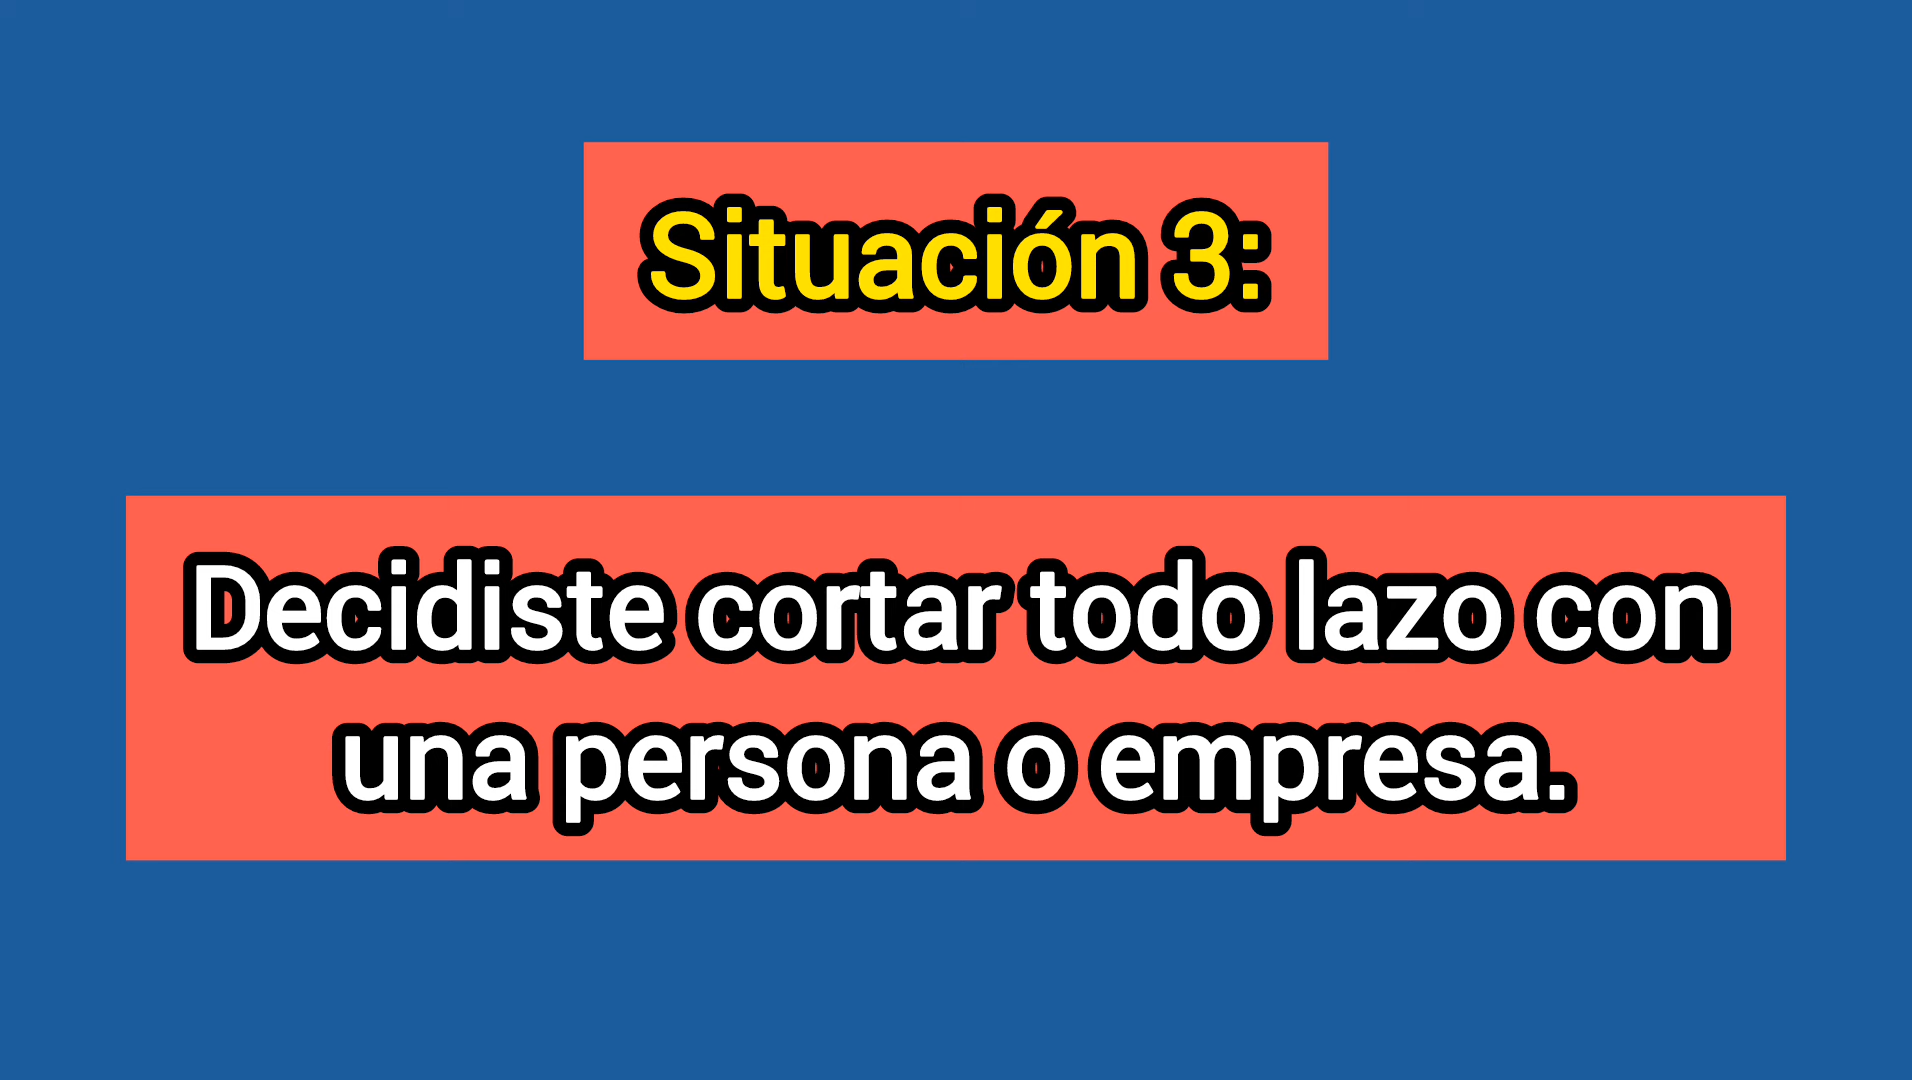 Situación 3:
Decidiste cortar todo lazo con
una persona o empresa.